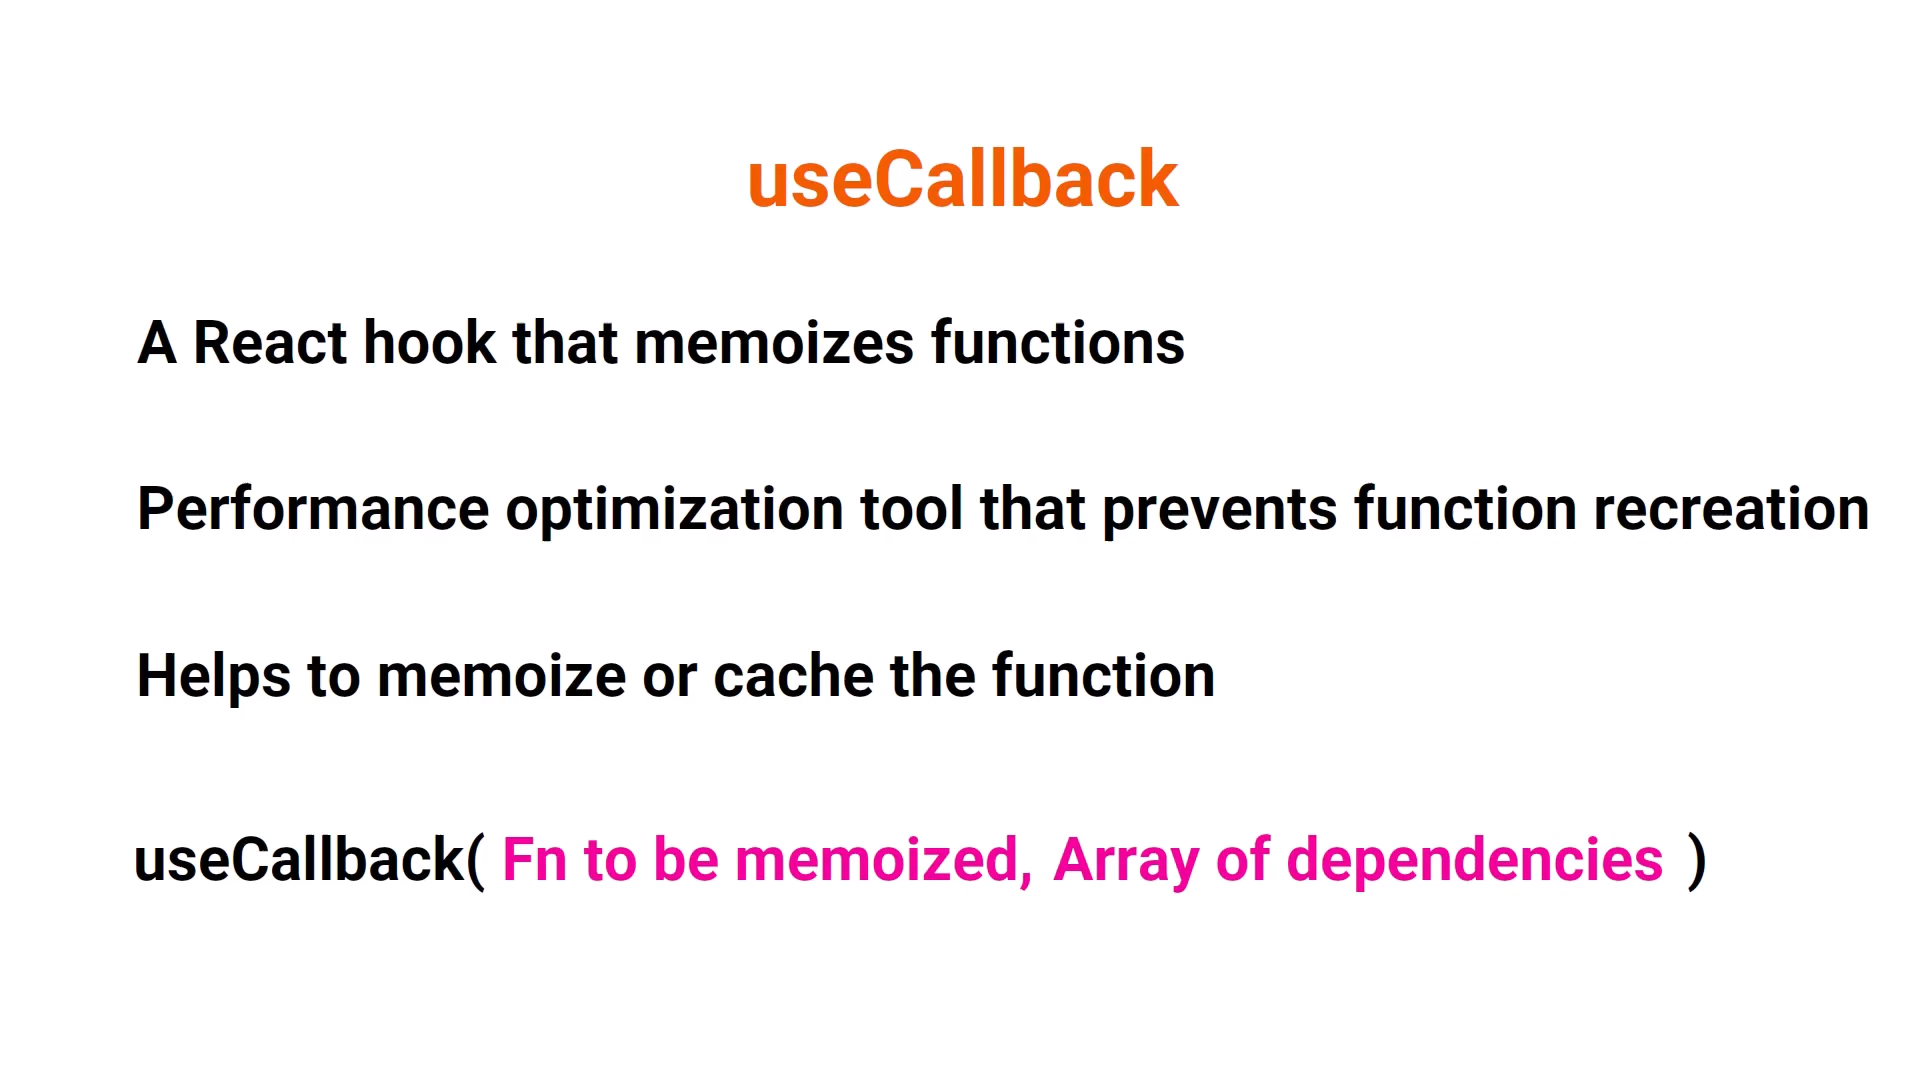 useCallback
A React hook that memoizes functions
Performance optimization tool that prevents function recreation
Helps to memoize or cache the function
useCallback( Fn to be memoized, Array of dependencies )